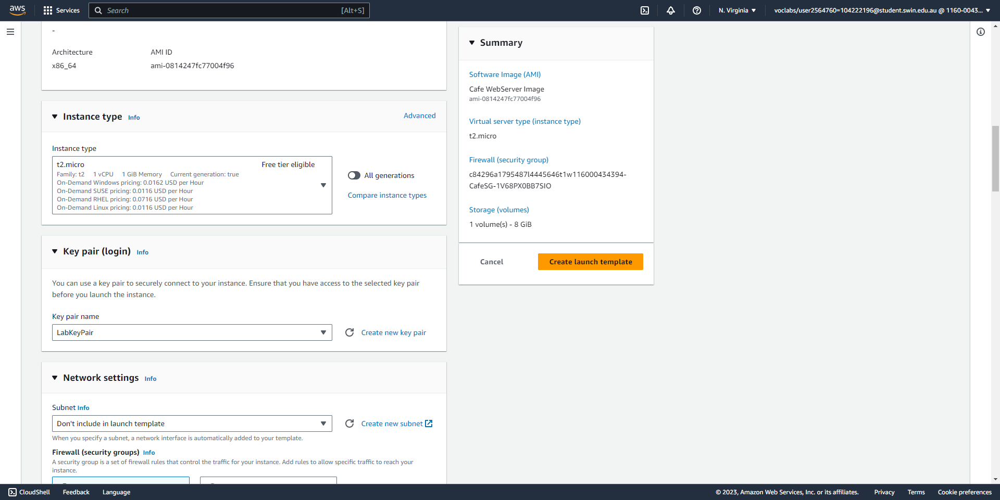 aws
Services
Search
[Alt+S]
N. Virginia
voclabs/user2564760=104222196@student.swin.edu.au @ 1160-0043...
-
Architecture
AMI ID
x86_64
ami-0814247fc77004f96
Instance type Info
Advanced
Instance type
t2.micro
Free tier eligible
Family: t2 1 vCPU 1 GiB Memory Current generation: true
On-Demand Windows pricing: 0.0162 USD per Hour
On-Demand SUSE pricing: 0.0116 USD per Hour
On-Demand RHEL pricing: 0.0716 USD per Hour
On-Demand Linux pricing: 0.0116 USD per Hour
All generations
Compare instance types
Key pair (login) Info
You can use a key pair to securely connect to your instance. Ensure that you have access to the selected key pair
before you launch the instance.
Key pair name
LabKeyPair
Create new key pair
Network settings Info
Subnet Info
Don't include in launch template
Create new subnet
When you specify a subnet, a network interface is automatically added to your template.
Firewall (security groups) Info
A security group is a set of firewall rules that control the traffic for your instance. Add rules to allow specific traffic to reach your
instance.
Summary
Software Image (AMI)
Cafe WebServer Image
ami-0814247fc77004f96
Virtual server type (instance type)
t2.micro
Firewall (security group)
c84296a1795487l4445646t1w116000434394-
CafeSG-1V68PX0BB7SIO
Storage (volumes)
1 volume(s) - 8 GiB
Cancel
Create launch template
CloudShell
Feedback
Language
© 2023, Amazon Web Services, Inc. or its affiliates.
Privacy
Terms
Cookie preferences